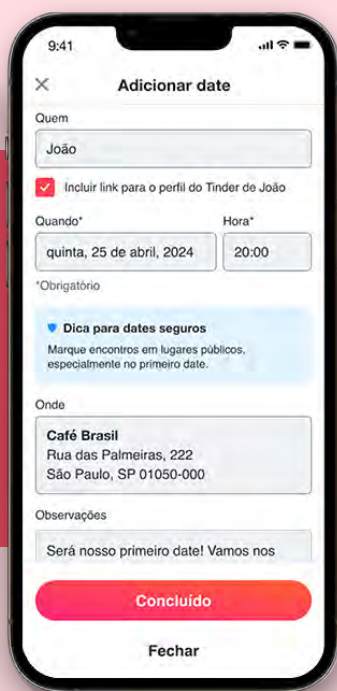 9:41
Adicionar date
Quem
João
Incluir link para o perfil do Tinder de João
Quando* Hora*
quinta, 25 de abril, 2024 20:00
*Obrigatório
Dica para dates seguros
Marque encontros em lugares públicos,
especialmente no primeiro date.
Onde
Café Brasil
Rua das Palmeiras, 222
São Paulo, SP 01050-000
Observações
Será nosso primeiro date! Vamos nos
Concluído
Fechar